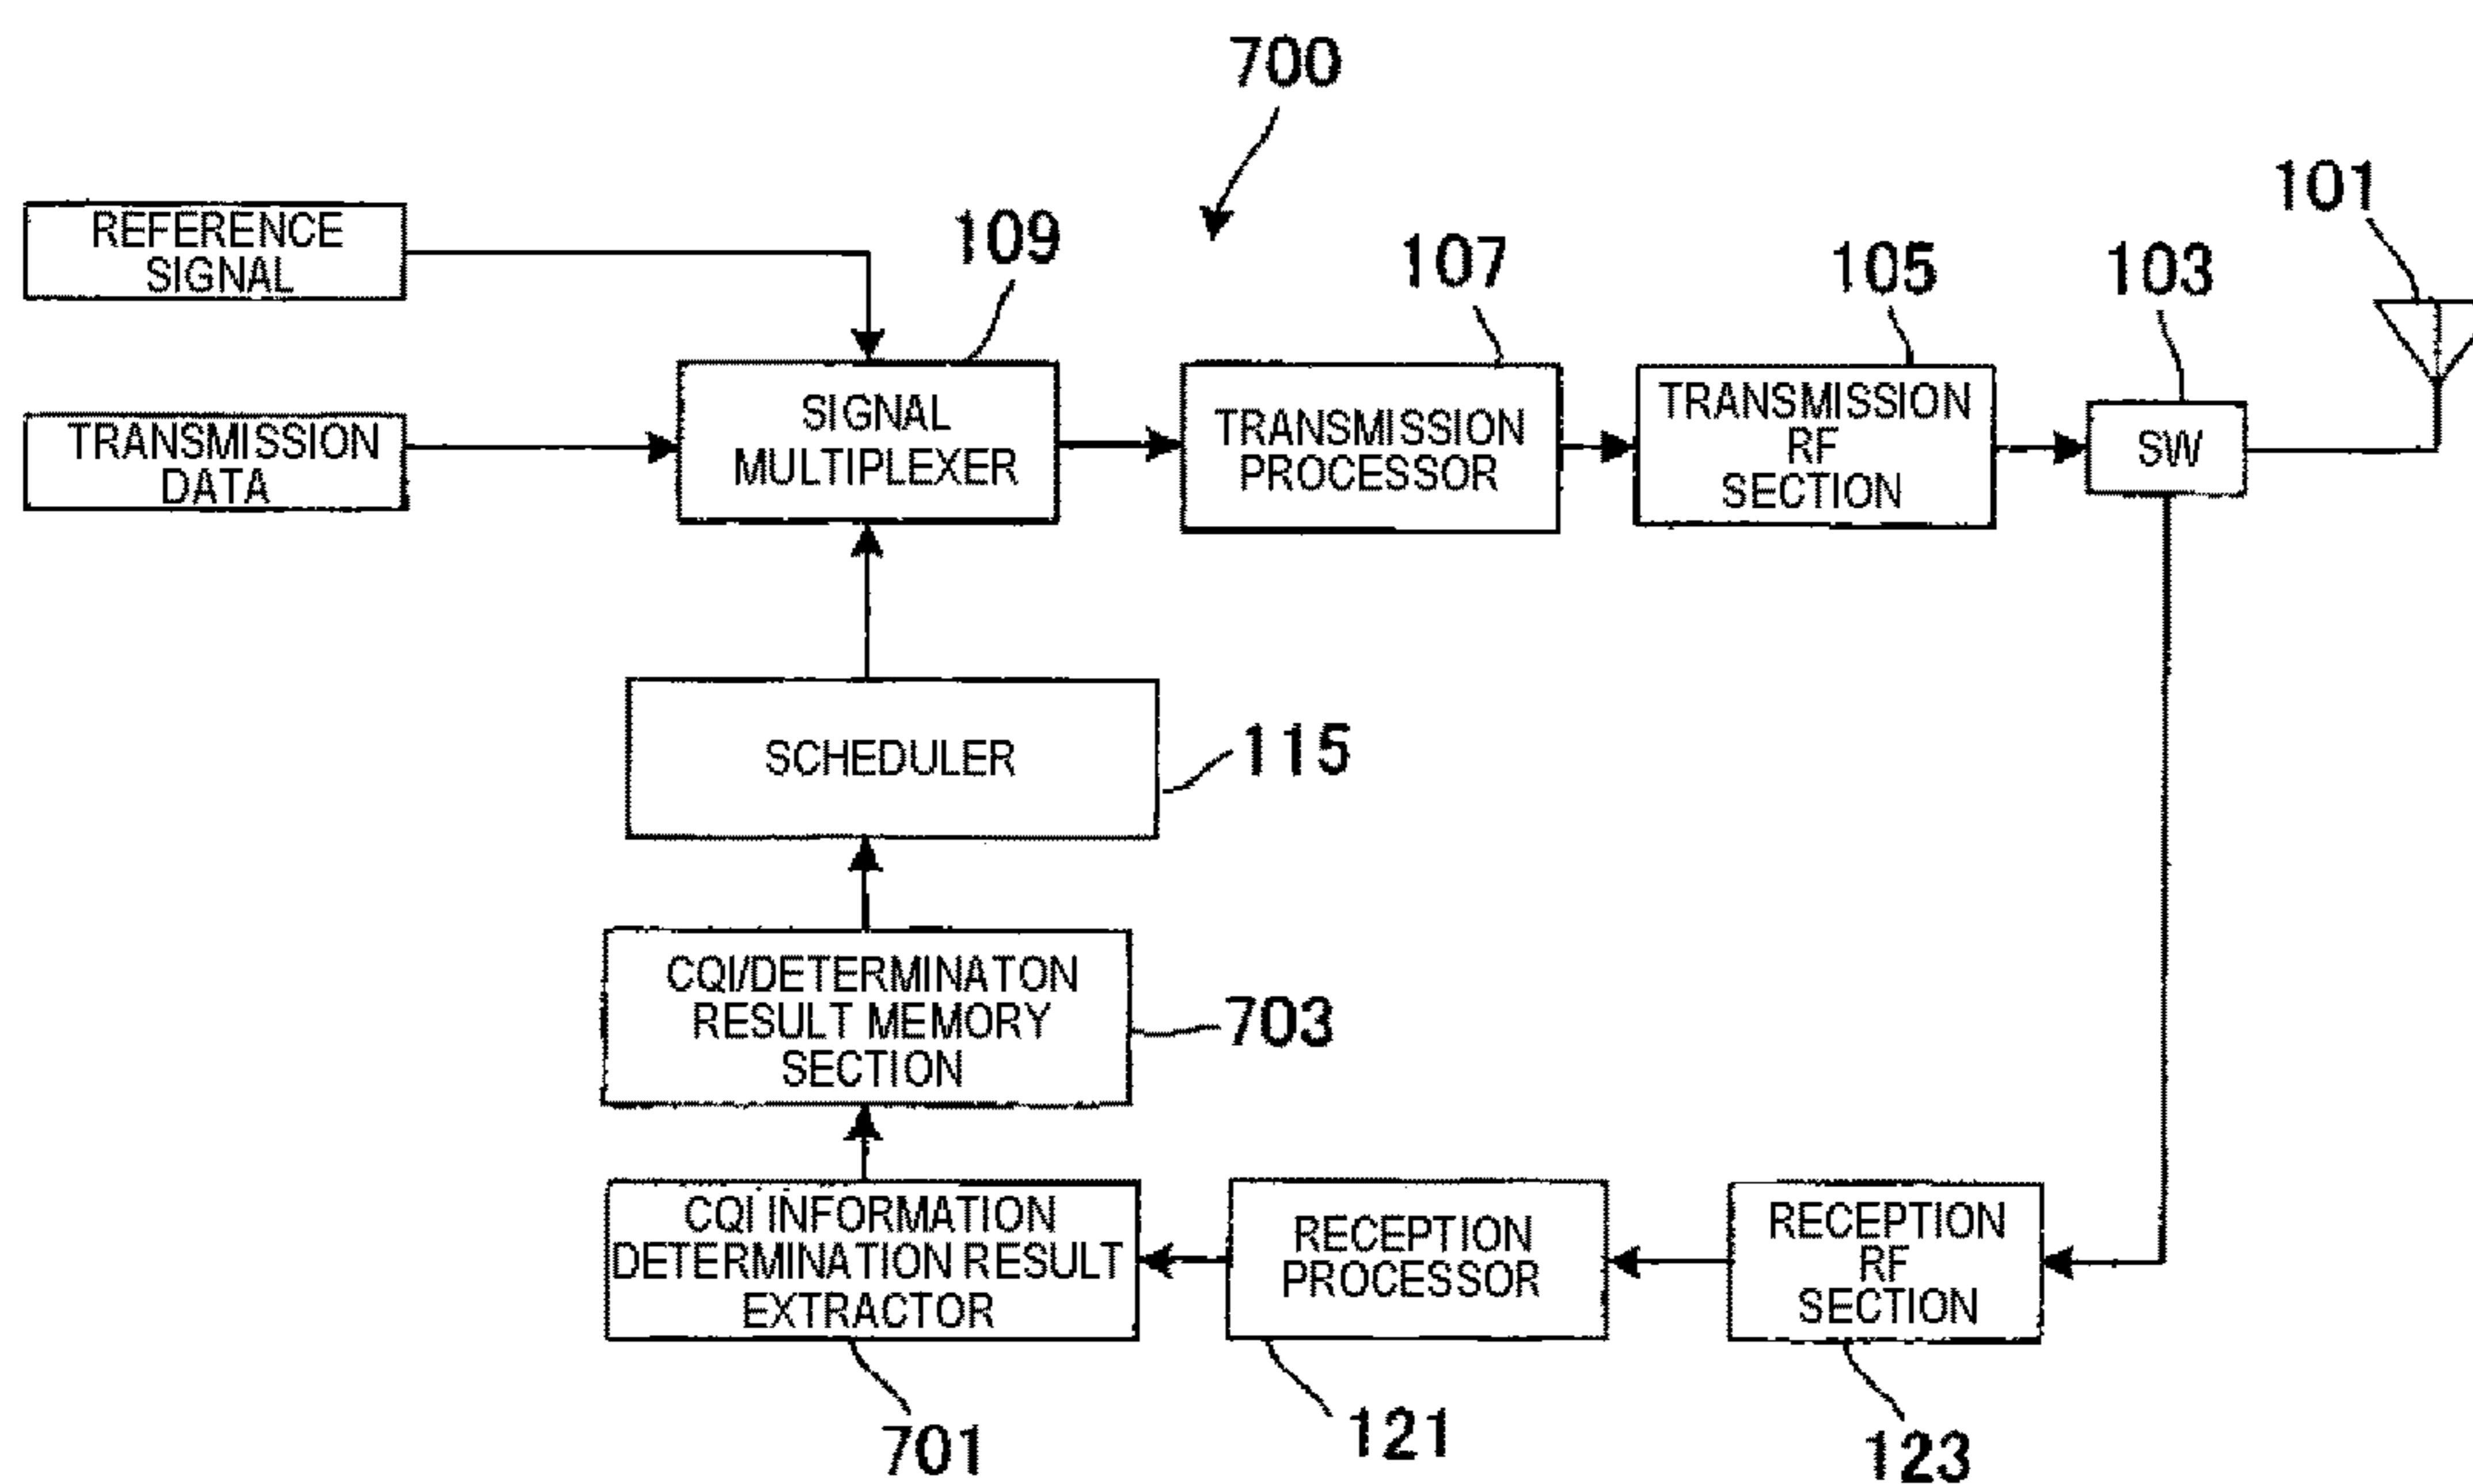 700
101
REFERENCE
SIGNAL
109
107
105
103
TRANSMISSION
DATA
SIGNAL
MULTIPLEXER
TRANSMISSION
PROCESSOR
TRANSMISSION
RF
SECTION
SW
SCHEDULER
115
CQI/DETERMINATON
RESULT MEMORY
SECTION
703
CQI INFORMATION
DETERMINATION RESULT
EXTRACTOR
RECEPTION
PROCESSOR
RECEPTION
RF
SECTION
701
121
123